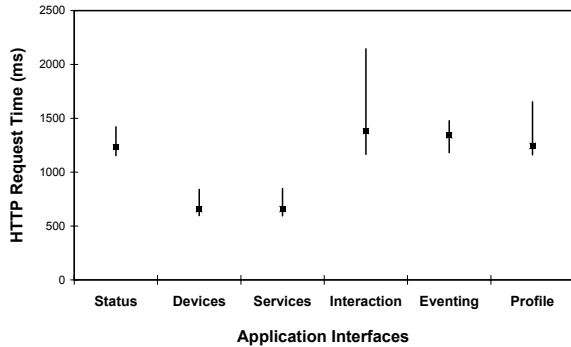 2500
2000
1500
1000
500
0
HTTP Request Time (ms)
Status Devices Services Interaction Eventing Profile
Application Interfaces